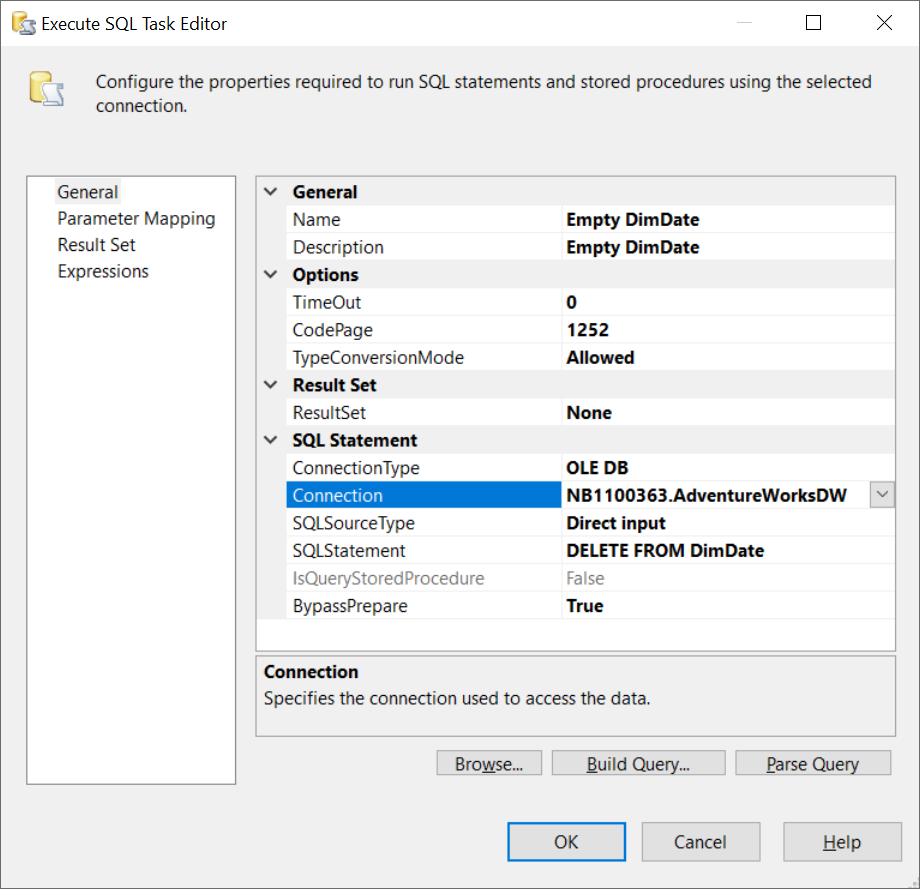 Execute SQL Task Editor
Configure the properties required to run SQL statements and stored procedures using the selected
connection.
General
Parameter Mapping
Result Set
Expressions
General
Name Empty DimDate
Description Empty DimDate
Options
TimeOut 0
CodePage 1252
TypeConversionMode Allowed
Result Set
ResultSet None
SQL Statement
ConnectionType OLE DB
Connection NB1100363.AdventureWorksDW
SQLSourceType Direct input
SQLStatement DELETE FROM DimDate
IsQueryStoredProcedure False
BypassPrepare True
Connection
Specifies the connection used to access the data.
Browse... Build Query... Parse Query
OK Cancel Help